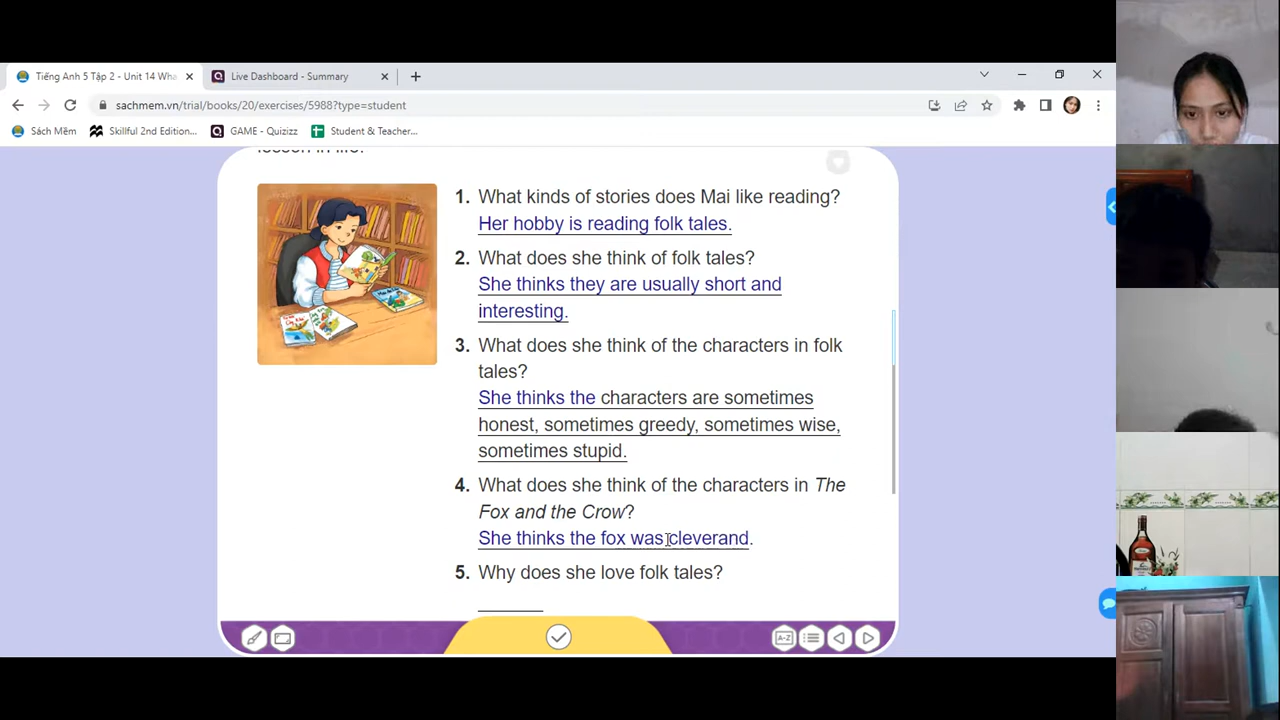 Tiếng Anh 5 Tập 2 - Unit 14 Wha
Live Dashboard - Summary
sachmem.vn/trial/books/20/exercises/5988?type=student
Sách Mềm
Skillful 2nd Edition...
GAME - Quizizz
Student & Teacher...
lesson in life.
1. What kinds of stories does Mai like reading?
Her hobby is reading folk tales.
2. What does she think of folk tales?
She thinks they are usually short and
interesting.
3. What does she think of the characters in folk
tales?
She thinks the characters are sometimes
honest, sometimes greedy, sometimes wise,
sometimes stupid.
4. What does she think of the characters in The
Fox and the Crow?
She thinks the fox was cleverand.
5. Why does she love folk tales?
A-Z